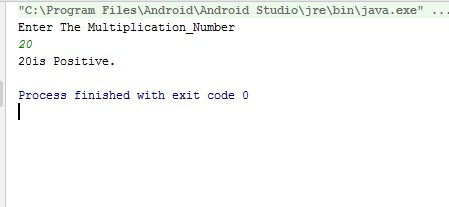 "C:\Program Files\Android\Android Studio\jre\bin\java.exe" ...
Enter The Multiplication_Number
20
20is Positive.
Process finished with exit code 0